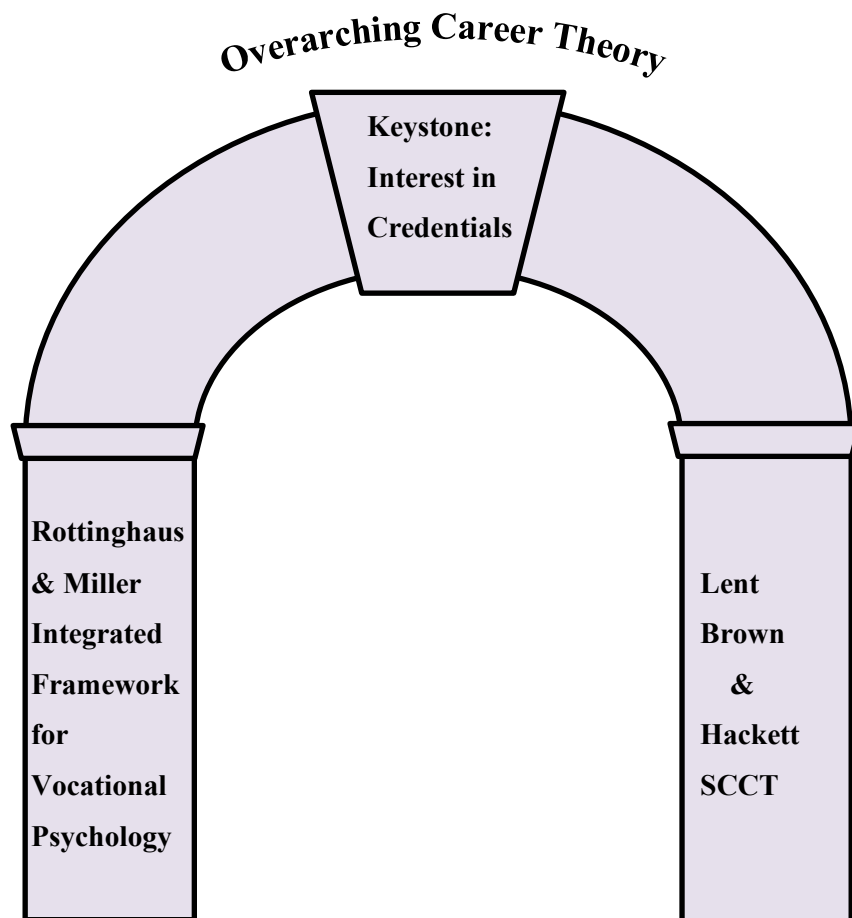 Overarching Career Theory
Keystone:
Interest in
Credentials
Rottinghaus
& Miller
Integrated
Framework
for
Vocational
Psychology
Lent
Brown
&
Hackett
SCCT